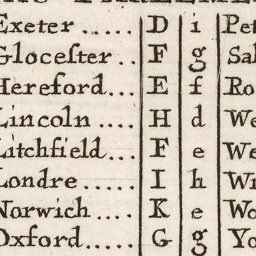 Exeter ..... D i Pet
Glocester.. F g Sal
Hereford... E f Ro
Lincoln .... H d We
Litchfield.. F e We
Londre ..... I h Wi
Norwich .... K e Wo
Oxford..... G g Yo